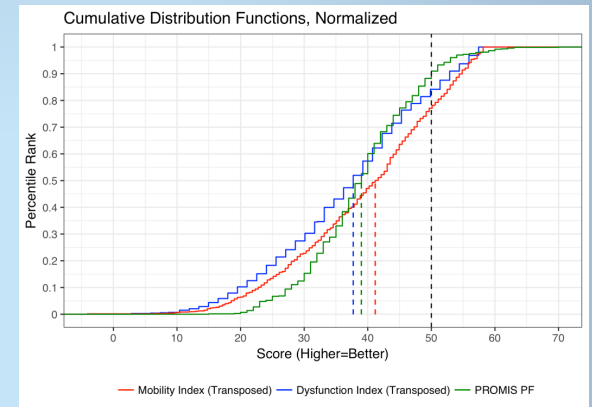 Cumulative Distribution Functions, Normalized
1
0.9
0.8
0.7
0.6
0.5
0.4
0.3
0.2
0.1
0
Percentile Rank
0 10 20 30 40 50 60 70
Score (Higher=Better)
Mobility Index (Transposed) Dysfunction Index (Transposed) PROMIS PF